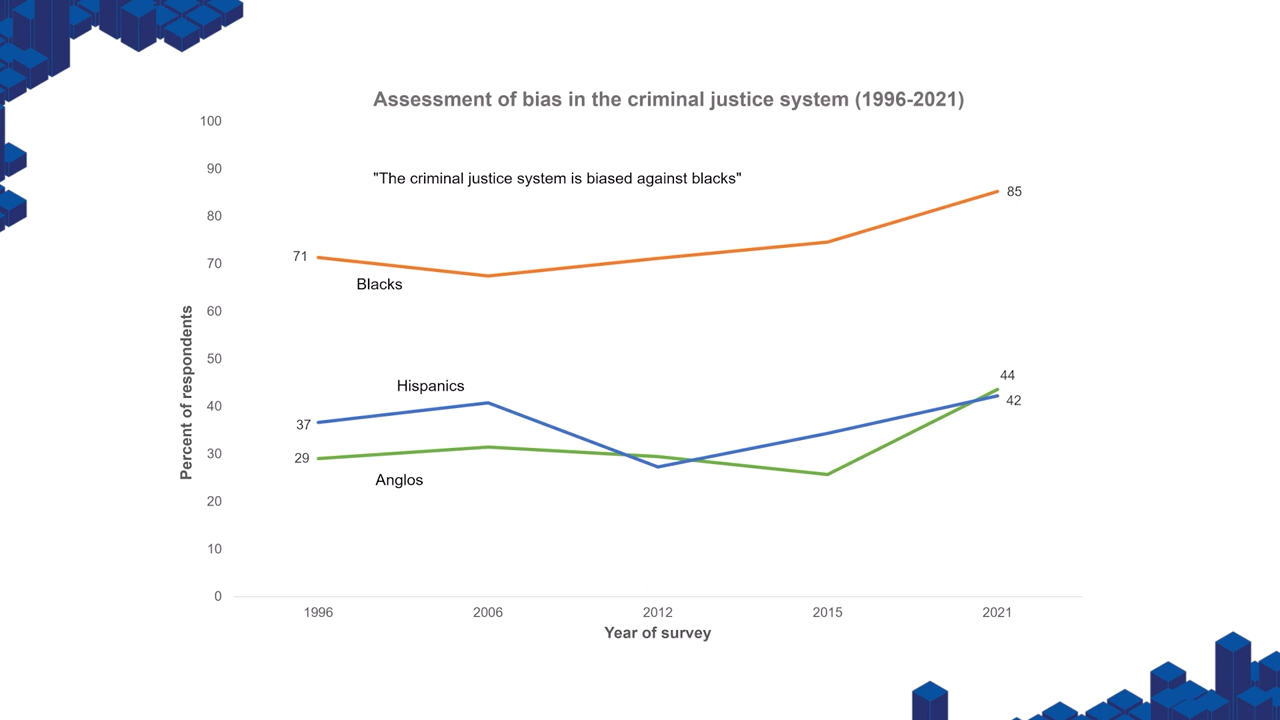 Assessment of bias in the criminal justice system (1996-2021)
100
90
"The criminal justice system is biased against blacks"
85
80
71
70
Blacks
60
Percent of respondents
50
44
Hispanics
42
40
37
30
29
Anglos
20
10
0
1996 2006 2012 2015 2021
Year of survey